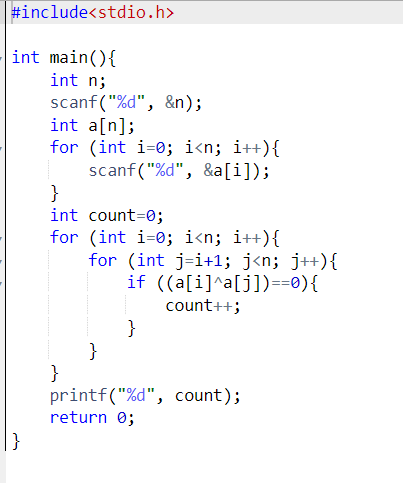 #include<stdio.h>
int main(){
int n;
scanf("%d", &n);
int a[n];
for (int i=0; i<n; i++){
scanf("%d", &a[i]);
}
int count=0;
for (int i=0; i<n; i++){
for (int j=i+1; j<n; j++){
if ((a[i]^a[j])==0){
count++;
}
}
}
printf("%d", count);
return 0;
}